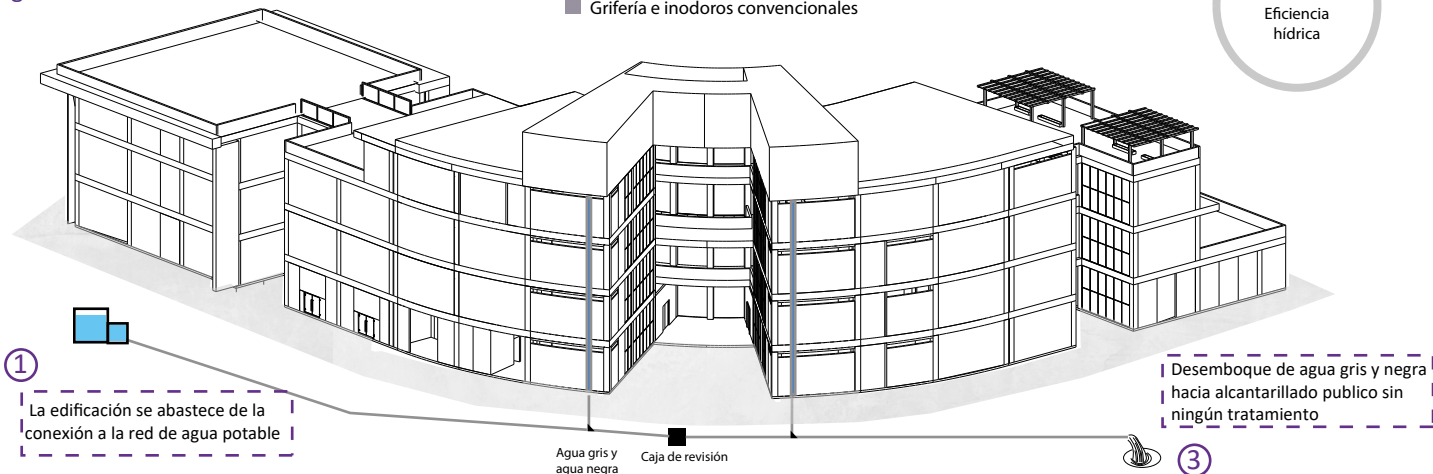 Grifería e inodoros convencionales
Eficiencia
hídrica
1
La edificación se abastece de la
conexión a la red de agua potable
Agua gris y
agua negra
Caja de revisión
Desemboque de agua gris y negra
hacia alcantarillado publico sin
ningún tratamiento
3